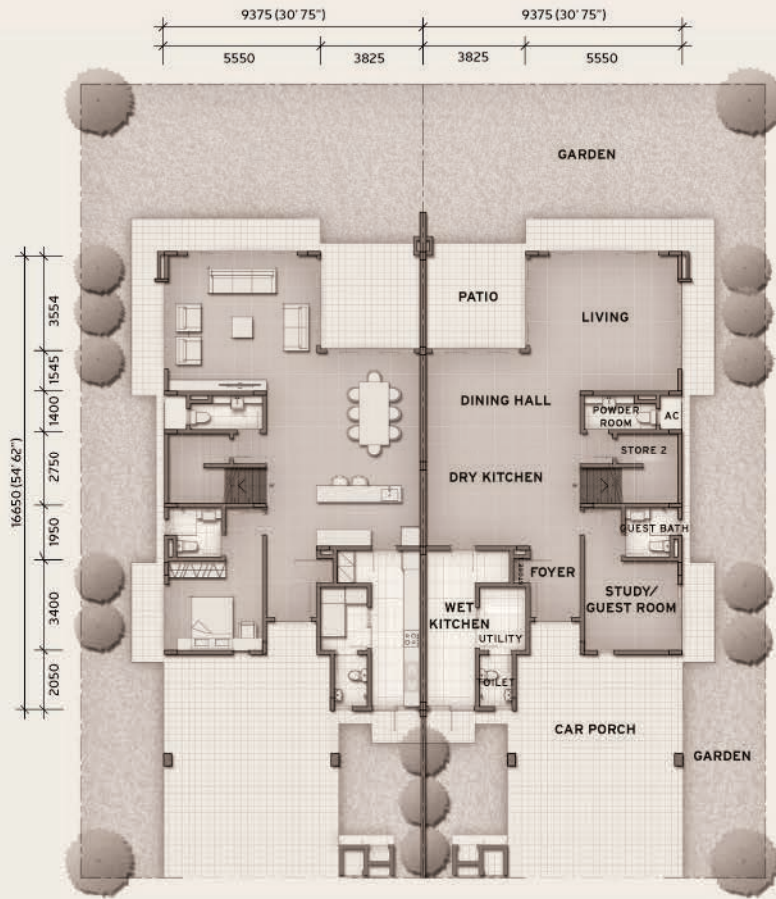 9375 (30' 75")
9375 (30' 75")
5550
3825
3825
5550
GARDEN
16650 (54' 62")
3554
1545
1400
2750
1950
3400
2050
PATIO
LIVING
DINING HALL
POWDER
ROOM
AC
STORE 2
DRY KITCHEN
GUEST BATH
STORE
FOYER
STUDY/
GUEST ROOM
WET
KITCHEN
UTILITY
TOILET
CAR PORCH
GARDEN